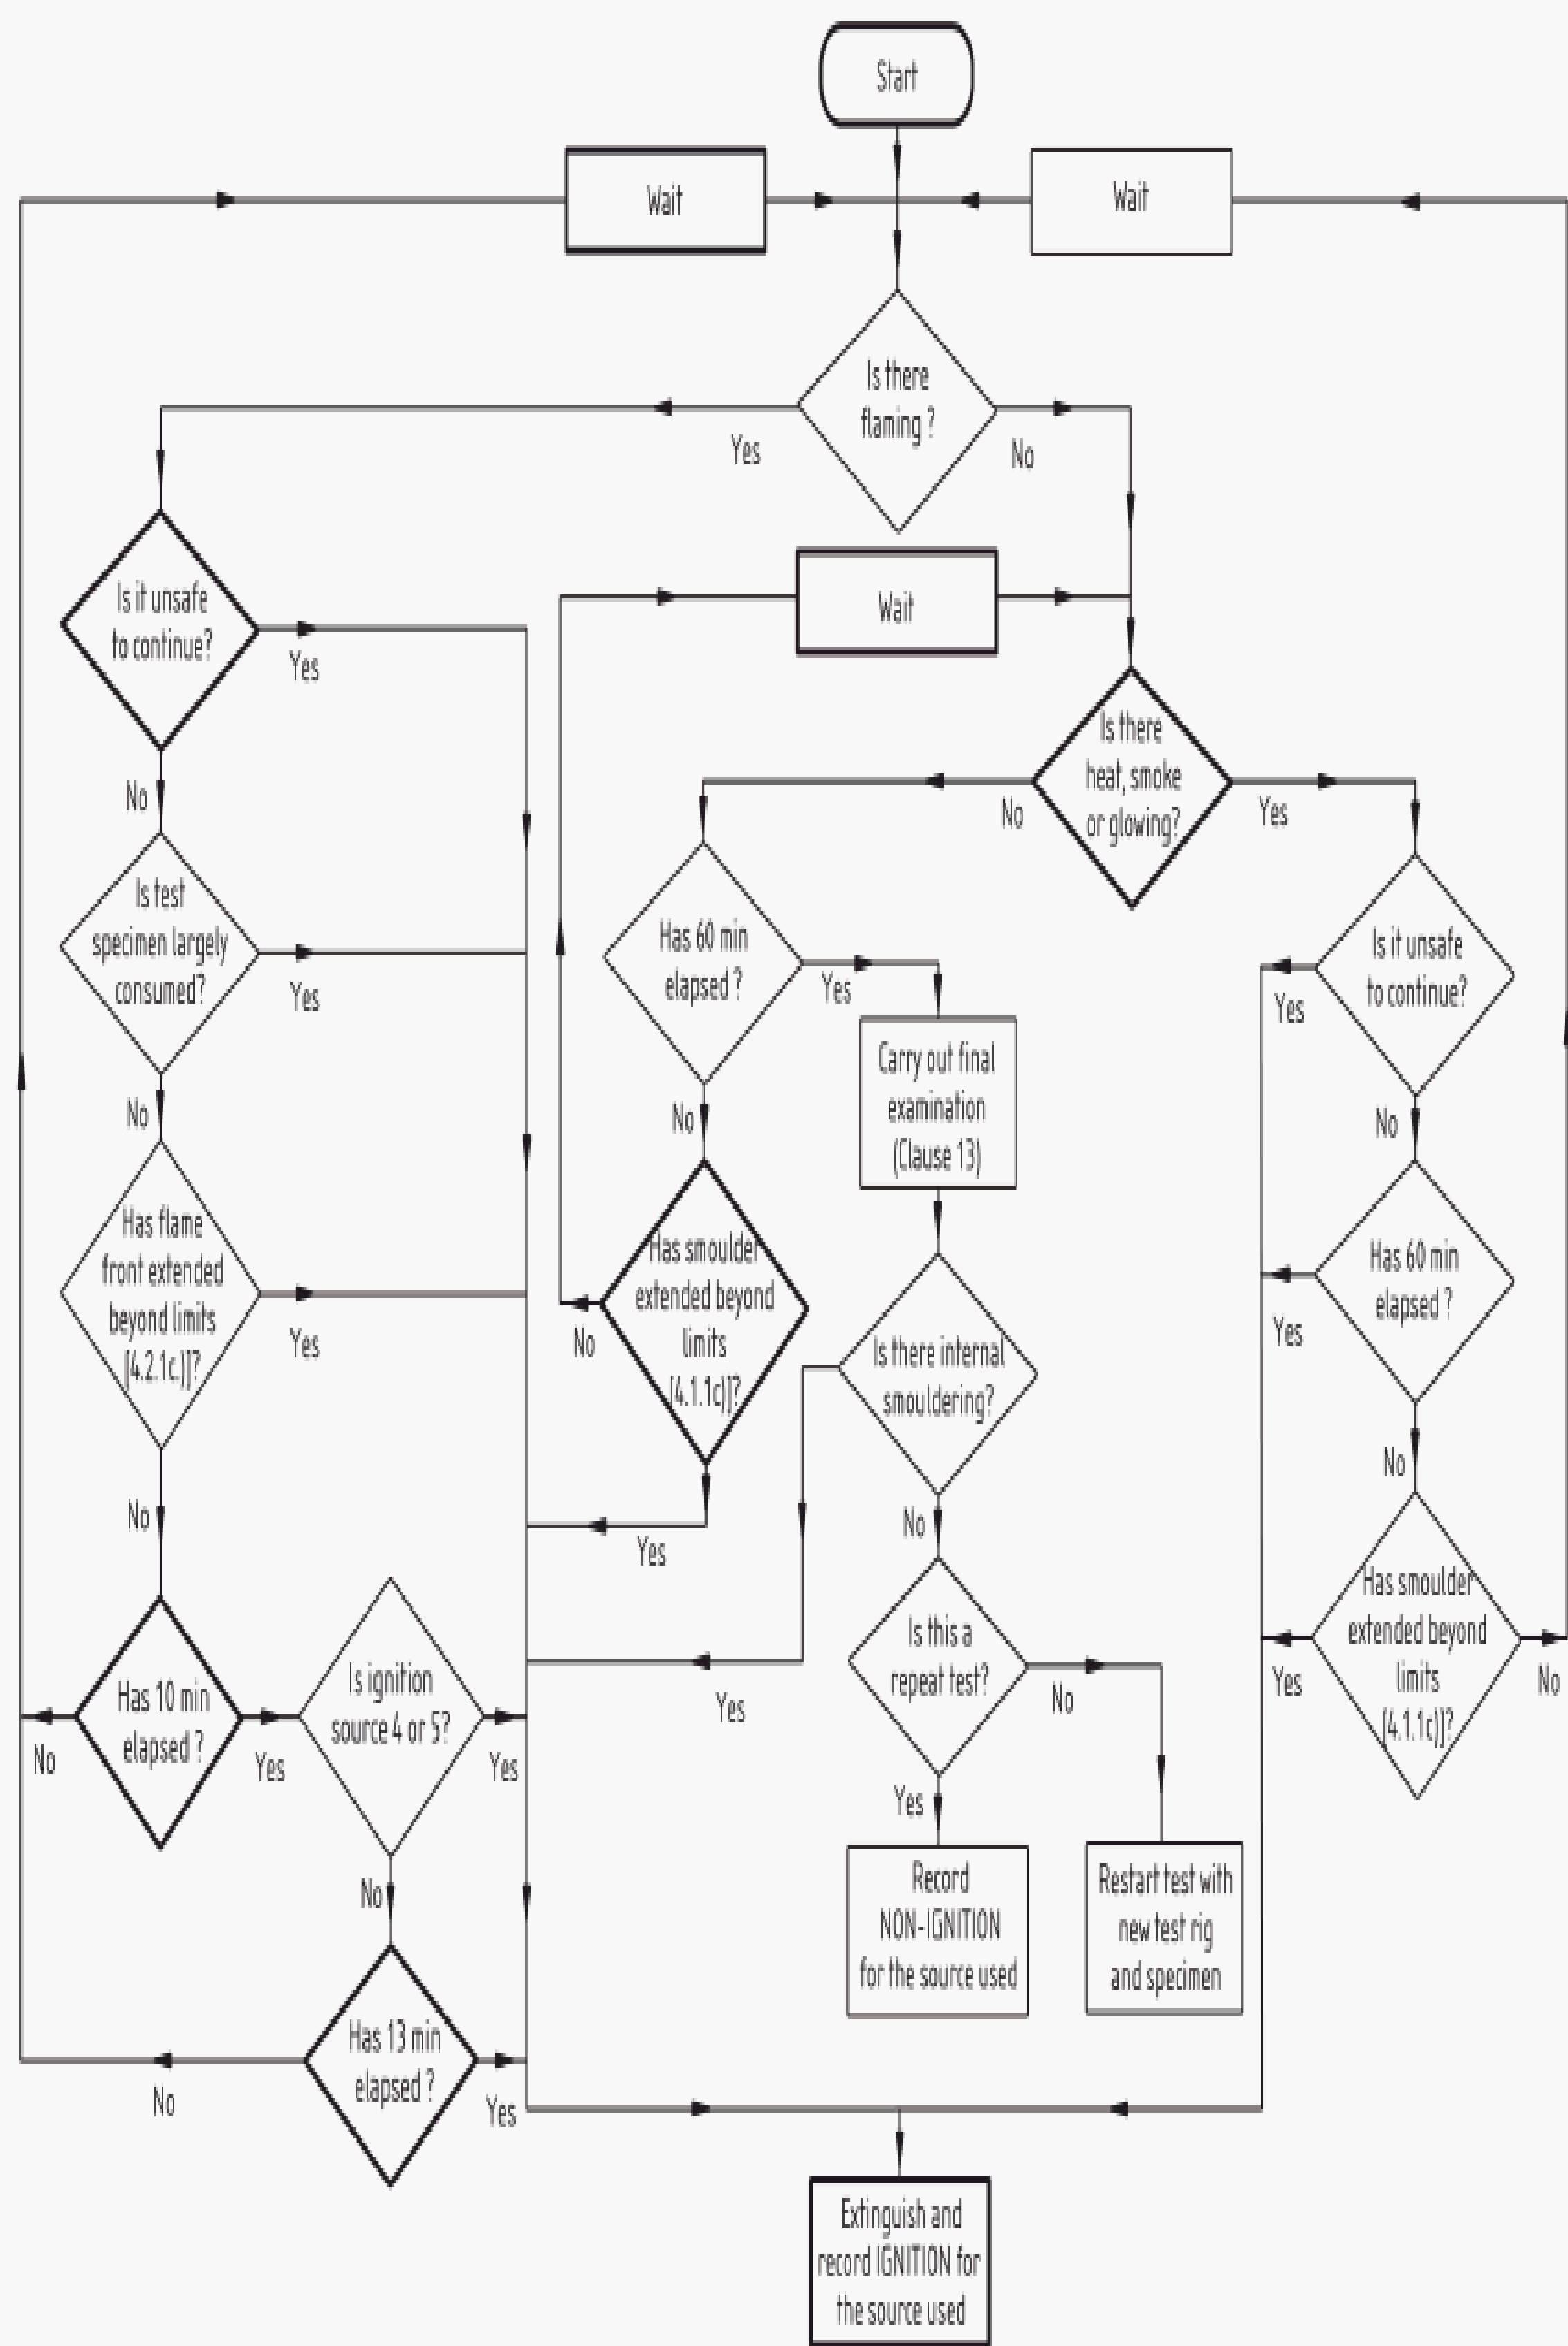 Start
Wait
Wait
Is there
flaming ?
Yes
No
Is it unsafe
to continue?
Yes
No
Wait
Is there
heat, smoke
or glowing?
No
Yes
Is test
specimen largely
consumed?
Yes
No
Has 60 min
elapsed ?
Yes
No
Carry out final
examination
(Clause 13)
Is it unsafe
to continue?
Yes
No
Has flame
front extended
beyond limits
[4.2.1c.)]?
Yes
No
Has smoulder
extended beyond
limits
[4.1.1c)]?
No
Yes
Is there internal
smouldering?
No
Yes
Has 60 min
elapsed ?
Yes
No
Has 10 min
elapsed ?
No
Yes
Is ignition
source 4 or 5?
Yes
No
Is this a
repeat test?
No
Yes
Has smoulder
extended beyond
limits
[4.1.1c)]?
Yes
No
Record
NON-IGNITION
for the source used
Restart test with
new test rig
and specimen
Has 13 min
elapsed ?
No
Yes
Extinguish and
record IGNITION for
the source used